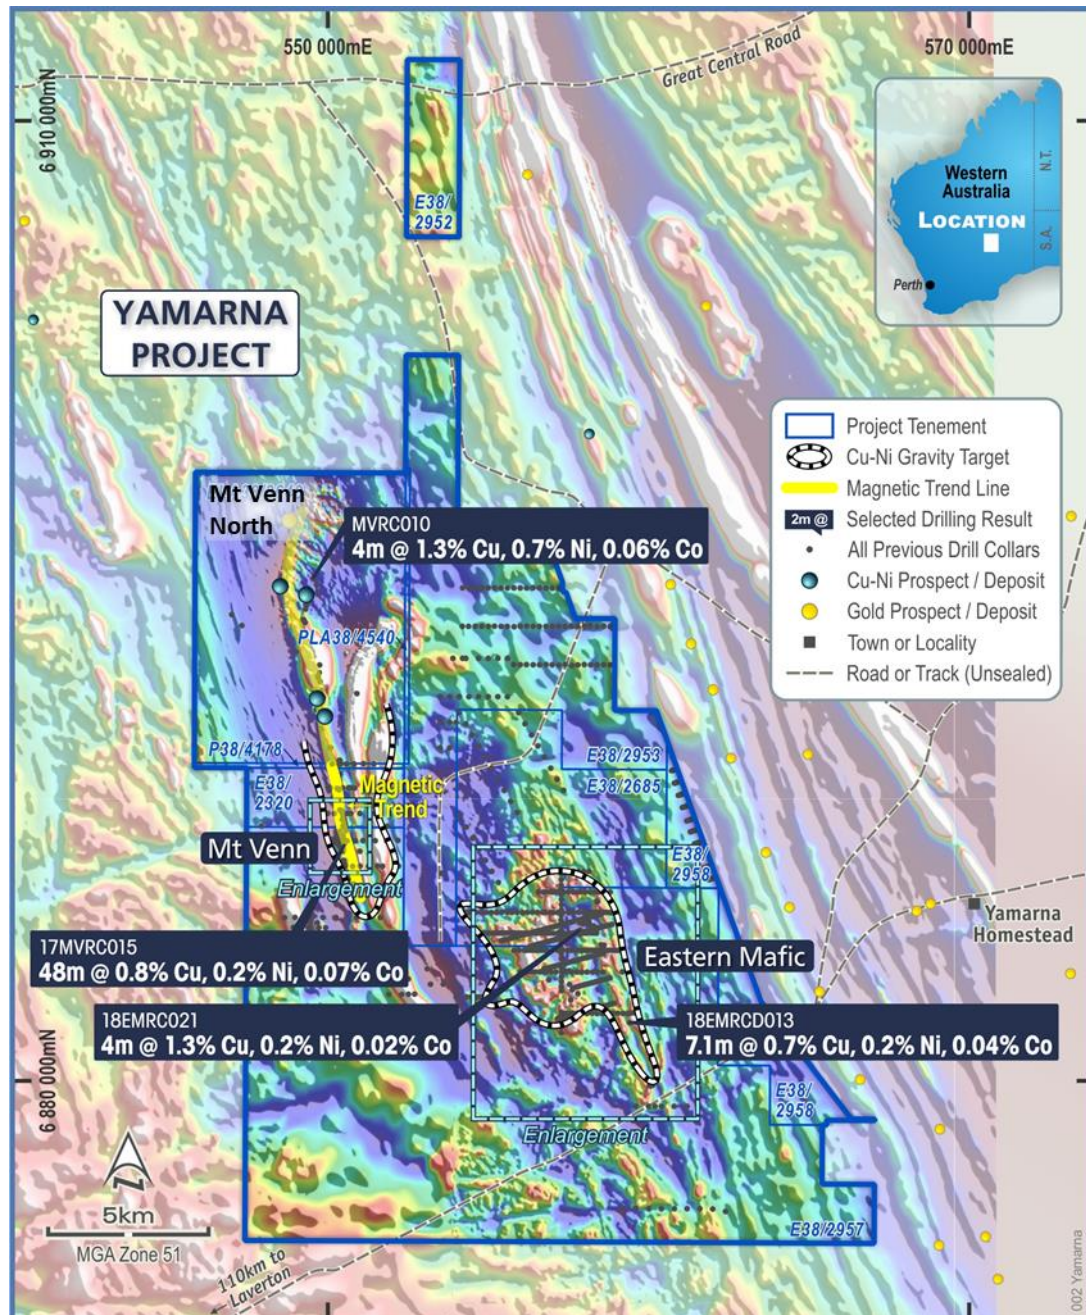 550 000mE
570 000mE
Great Central Road
6 910 000mN
E38/
2952
Western
Australia
LOCATION
N.T.
S.A.
Perth
YAMARNA
PROJECT
Project Tenement
Cu-Ni Gravity Target
Magnetic Trend Line
2m @
Selected Drilling Result
All Previous Drill Collars
Cu-Ni Prospect / Deposit
Gold Prospect / Deposit
Town or Locality
Road or Track (Unsealed)
Mt Venn
North
MVRC010
4m @ 1.3% Cu, 0.7% Ni, 0.06% Co
PLA38/4540
P38/4178
E38/
2320
Magnetic
Trend
E38/2953
E38/2685
E38/
2958
Mt Venn
Enlargement
Yamarna
Homestead
Eastern Mafic
17MVRC015
48m @ 0.8% Cu, 0.2% Ni, 0.07% Co
18EMRC021
4m @ 1.3% Cu, 0.2% Ni, 0.02% Co
18EMRCD013
7.1m @ 0.7% Cu, 0.2% Ni, 0.04% Co
6 880 000mN
E38/
2958
Enlargement
5km
MGA Zone 51
E38/2957
110km to
Laverton
02 Yamarna